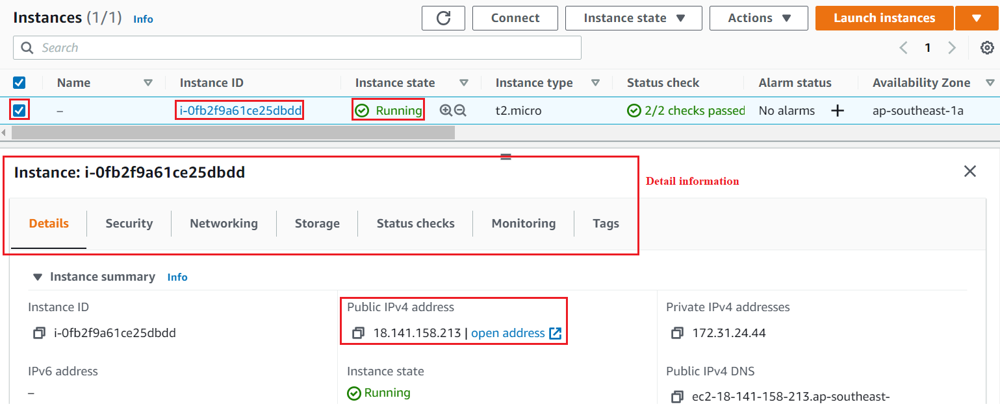 Instances (1/1) Info Connect Instance state Actions Launch instances
Search 1
Name Instance ID Instance state Instance type Status check Alarm status Availability Zone
– i-0fb2f9a61ce25dbdd Running t2.micro 2/2 checks passed No alarms + ap-southeast-1a
Instance: i-0fb2f9a61ce25dbdd
Detail information
Details Security Networking Storage Status checks Monitoring Tags
Instance summary Info
Instance ID Public IPv4 address Private IPv4 addresses
i-0fb2f9a61ce25dbdd 18.141.158.213 | open address 172.31.24.44
IPv6 address Instance state Public IPv4 DNS
– Running ec2-18-141-158-213.ap-southeast-